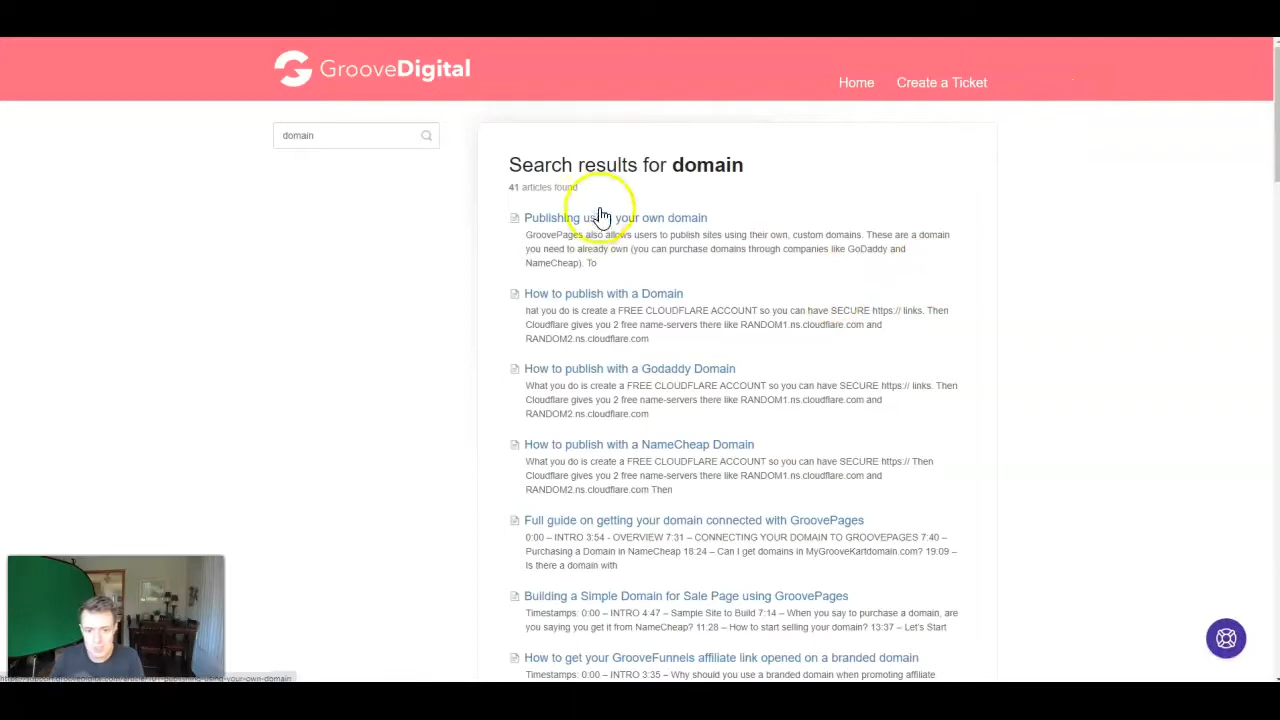 GrooveDigital
Home
Create a Ticket
domain
Search results for domain
41 articles found
Publishing using your own domain
GroovePages also allows users to publish sites using their own, custom domains. These are a domain
you need to already own (you can purchase domains through companies like GoDaddy and
NameCheap). To
How to publish with a Domain
hat you do is create a FREE CLOUDFLARE ACCOUNT so you can have SECURE https:// links. Then
Cloudflare gives you 2 free name-servers there like RANDOM1.ns.cloudflare.com and
RANDOM2.ns.cloudflare.com
How to publish with a Godaddy Domain
What you do is create a FREE CLOUDFLARE ACCOUNT so you can have SECURE https:// links. Then
Cloudflare gives you 2 free name-servers there like RANDOM1.ns.cloudflare.com and
RANDOM2.ns.cloudflare.com
How to publish with a NameCheap Domain
What you do is create a FREE CLOUDFLARE ACCOUNT so you can have SECURE https:// Then
Cloudflare gives you 2 free name-servers there like RANDOM1.ns.cloudflare.com and
RANDOM2.ns.cloudflare.com Then
Full guide on getting your domain connected with GroovePages
0:00 – INTRO 3:54 - OVERVIEW 7:31 – CONNECTING YOUR DOMAIN TO GROOVEPAGES 7:40 –
Purchasing a Domain in NameCheap 18:24 – Can I get domains in MyGrooveKartdomain.com? 19:09 –
Is there a domain with
Building a Simple Domain for Sale Page using GroovePages
Timestamps: 0:00 – INTRO 4:47 – Sample Site to Build 7:14 – When you say to purchase a domain, are
you saying you get it from NameCheap? 11:28 – How to start selling your domain? 13:37 – Let's Start
How to get your GrooveFunnels affiliate link opened on a branded domain
Timestamps: 0:00 – INTRO 3:35 – Why should you use a branded domain when promoting affiliate